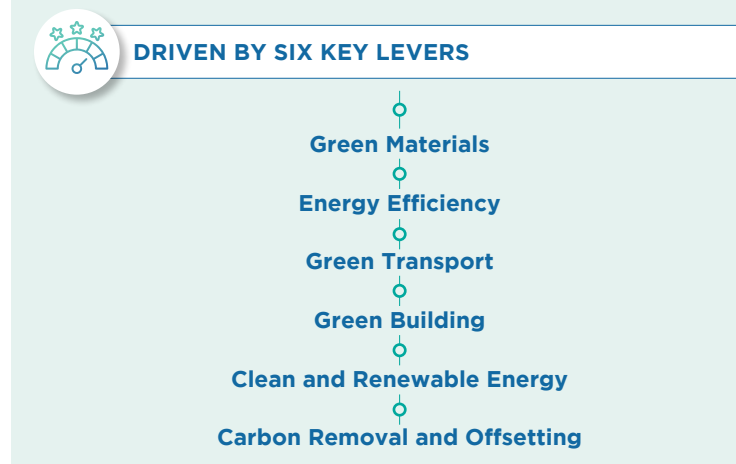 DRIVEN BY SIX KEY LEVERS
Green Materials
Energy Efficiency
Green Transport
Green Building
Clean and Renewable Energy
Carbon Removal and Offsetting